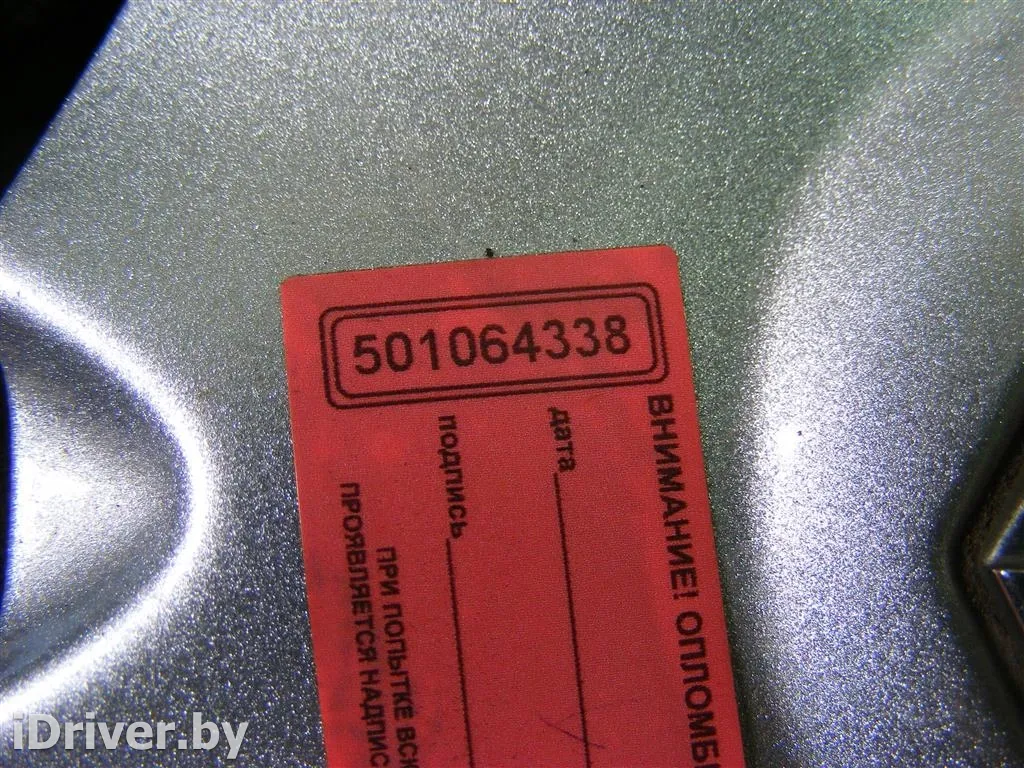 501064338
ВНИМАНИЕ! ОПЛОМБ
дата
подпись
ПРИ ПОПЫТКЕ ВСК
ПРОЯВЛЯЕТСЯ НАДПИС
iDriver.by